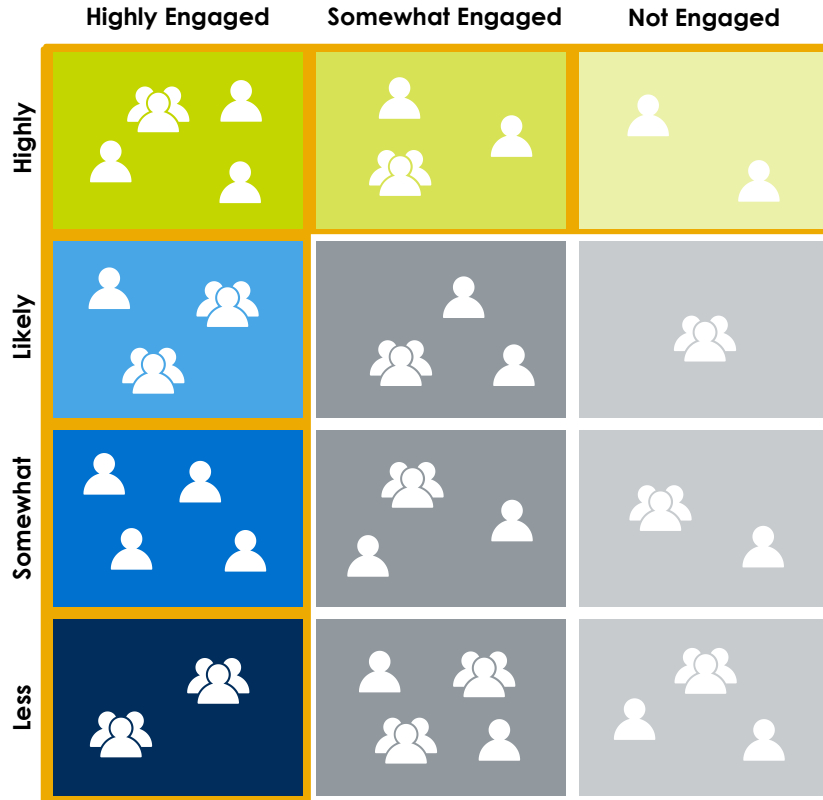 Highly Engaged Somewhat Engaged Not Engaged
Highly
Likely
Somewhat
Less